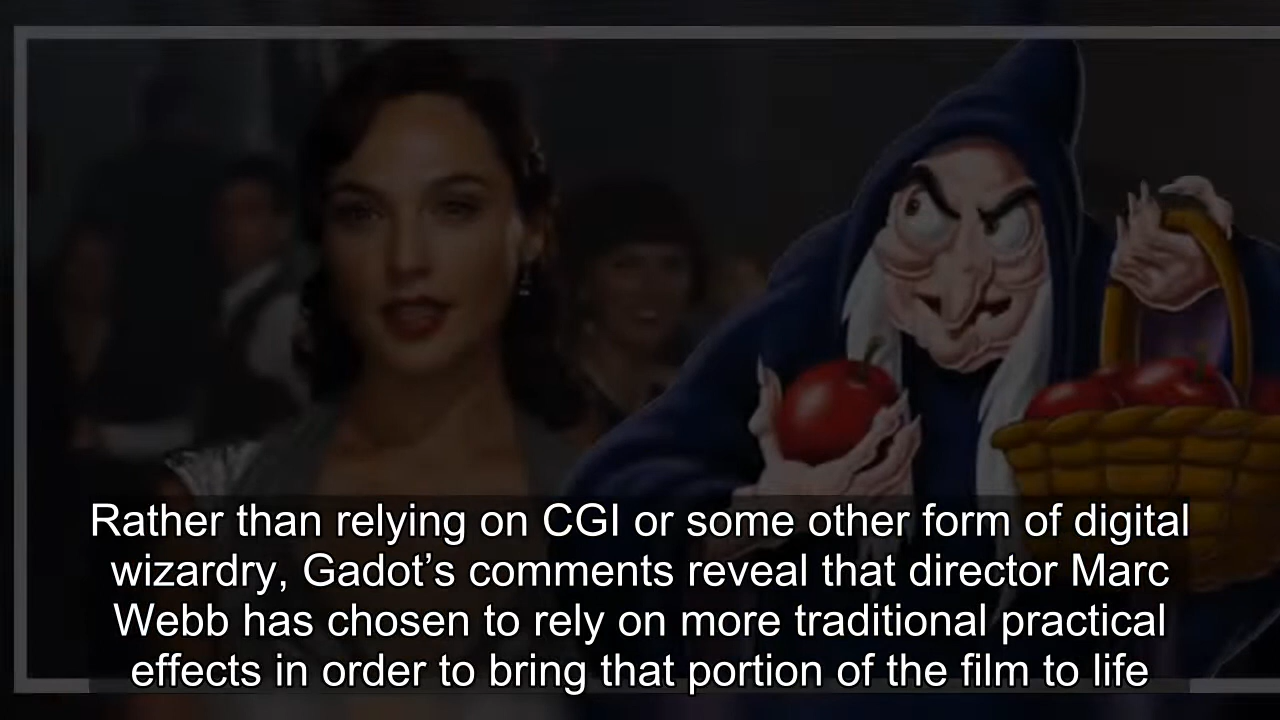 Rather than relying on CGI or some other form of digital
wizardry, Gadot’s comments reveal that director Marc
Webb has chosen to rely on more traditional practical
effects in order to bring that portion of the film to life